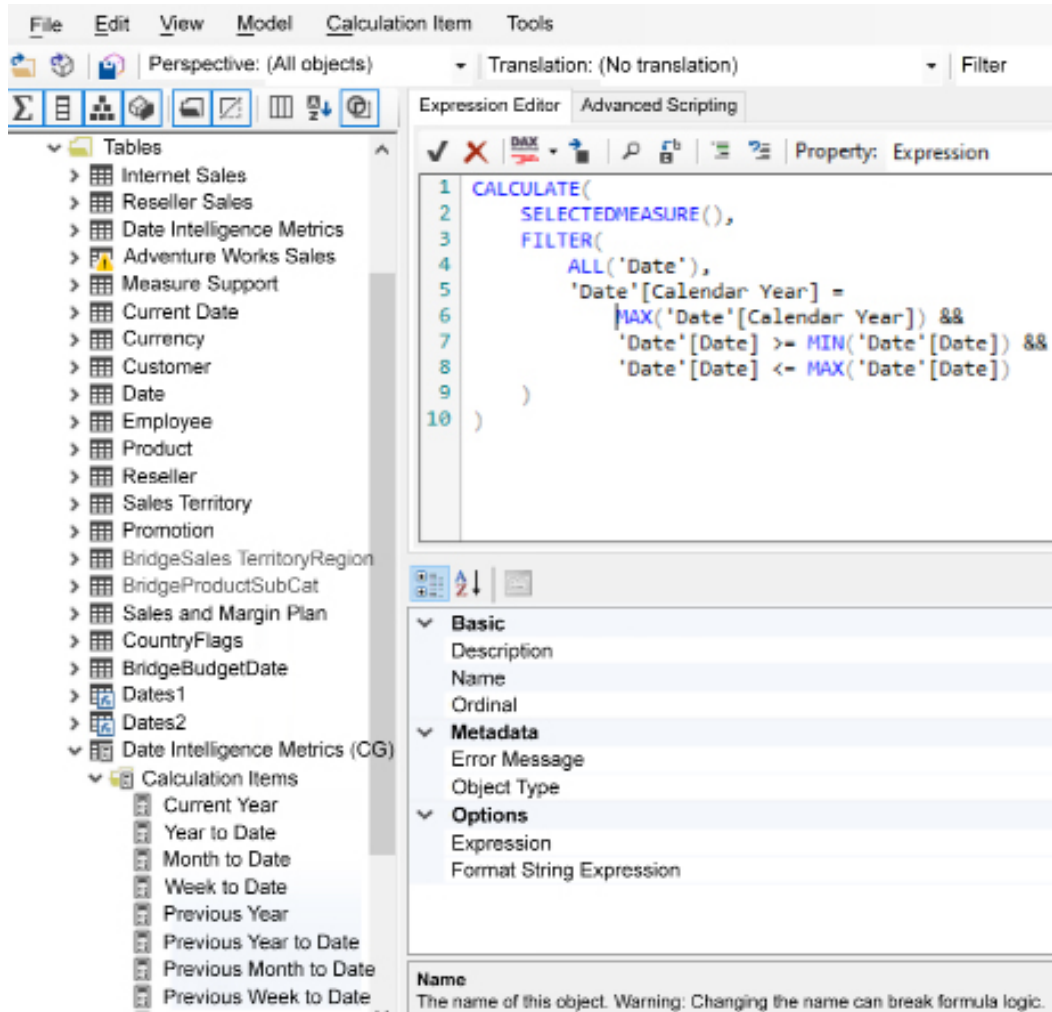 File Edit View Model Calculation Item Tools
Perspective: (All objects) Translation: (No translation) Filter
Expression Editor Advanced Scripting
DAX Property: Expression
Tables
Internet Sales
Reseller Sales
Date Intelligence Metrics
Adventure Works Sales
Measure Support
Current Date
Currency
Customer
Date
Employee
Product
Reseller
Sales Territory
Promotion
BridgeSales TerritoryRegion
BridgeProductSubCat
Sales and Margin Plan
CountryFlags
BridgeBudgetDate
Dates1
Dates2
Date Intelligence Metrics (CG)
Calculation Items
Current Year
Year to Date
Month to Date
Week to Date
Previous Year
Previous Year to Date
Previous Month to Date
Previous Week to Date
1 CALCULATE(
2 SELECTEDMEASURE(),
3 FILTER(
4 ALL('Date'),
5 'Date'[Calendar Year] =
6 MAX('Date'[Calendar Year]) &&
7 'Date'[Date] >= MIN('Date'[Date]) &&
8 'Date'[Date] <= MAX('Date'[Date])
9 )
10 )
Basic
Description
Name
Ordinal
Metadata
Error Message
Object Type
Options
Expression
Format String Expression
Name
The name of this object. Warning: Changing the name can break formula logic.